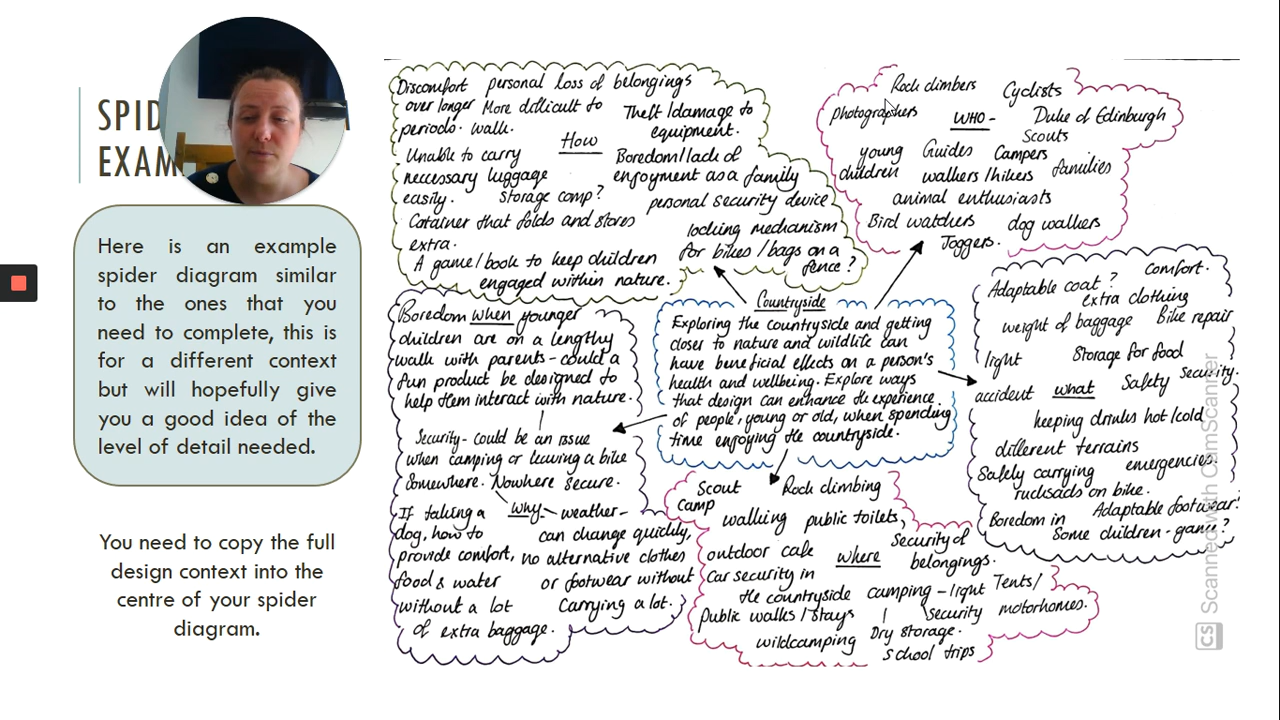 SPID
EXAM
Here is an example
spider diagram similar
to the ones that you
need to complete, this is
for a different context
but will hopefully give
you a good idea of the
level of detail needed.
You need to copy the full
design context into the
centre of your spider
diagram.
Discomfort personal loss of belongings
over longer More difficult to
periods. walk.
Theft/damage to
equipment.
How
Unable to carry
necessary luggage
easily.
Boredom/lack of
enjoyment as a family
Storage camp?
personal security device
Container that folds and stores
extra.
locking mechanism
for bikes/bags on a
fence?
A game/book to keep children
engaged within nature.
Rock climbers
Cyclists
photographers
WHO-
Duke of Edinburgh
Scouts
young
children
Guides
Campers
walkers/hikers
families
animal enthusiasts
Bird watchers
dog walkers
Joggers.
Countryside
Exploring the countryside and getting
closer to nature and wildlife can
have beneficial effects on a person's
health and wellbeing. Explore ways
that design can enhance the experience
of people, young or old, when spending
time enjoying the countryside.
Boredom when younger
children are on a lengthy
walk with parents - could a
fun product be designed to
help them interact with nature.
Security - could be an issue
when camping or leaving a bike
somewhere. Nowhere secure.
If taking a
dog, how to
provide comfort,
food & water
without a lot
of extra baggage.
Why - weather-
can change quickly,
no alternative clothes
or footwear without
Carrying a lot.
Adaptable coat?
comfort.
extra clothing
weight of baggage
Bike repair
light
Storage for food
accident
what
Safety
Security.
keeping drinks hot/cold
different terrains
Safely carrying
rucksacks on bike.
emergencies.
Adaptable footwear?
Boredom in
Some children - game?
Scout
camp
Rock climbing
walking
public toilets,
outdoor cafe
where
Security of
belongings.
Car security in
the countryside
camping - light
Tents/
motorhomes.
Public walks/stays
Security
wildcamping
Dry storage.
School trips
CS Scanned with CamScanner